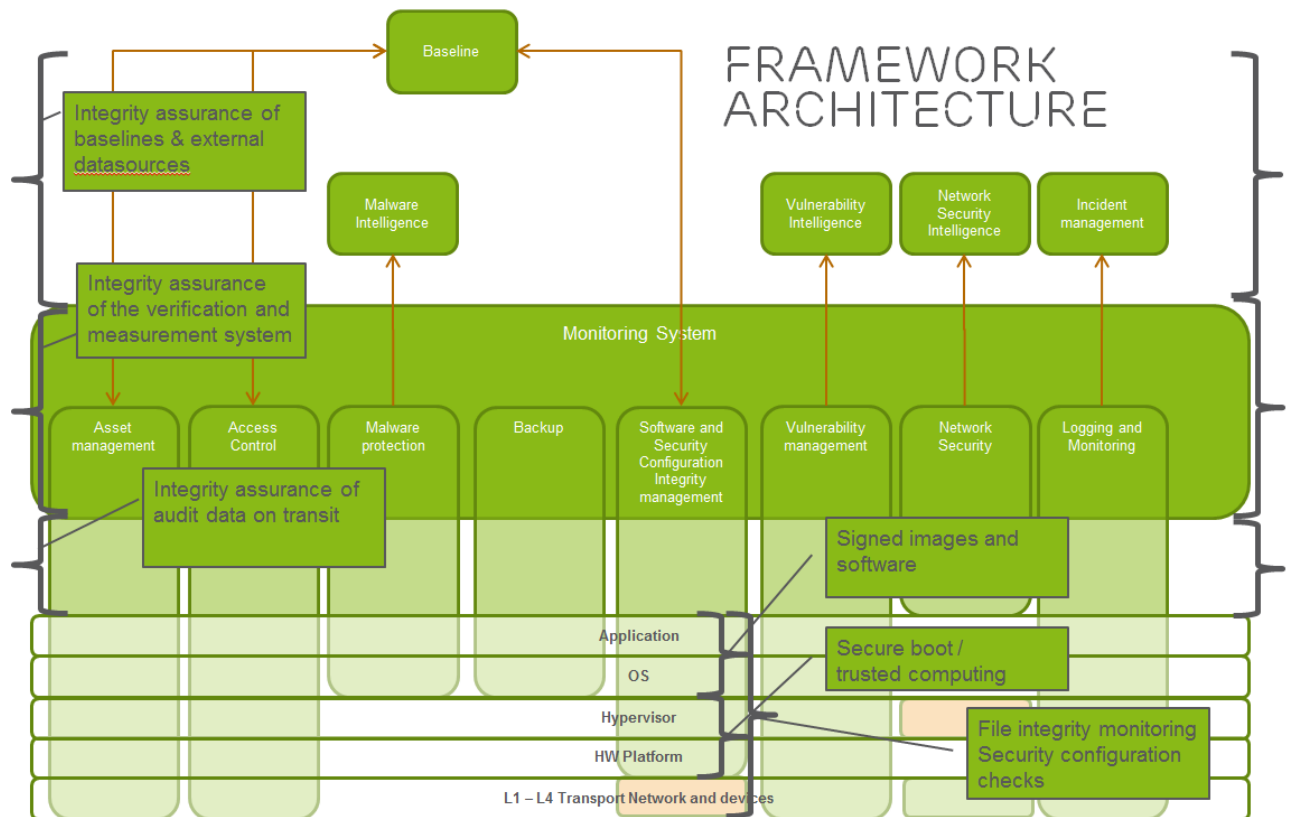 Baseline
FRAMEWORK
ARCHITECTURE
Integrity assurance of
baselines & external
datasources
Malware
Intelligence
Vulnerability
Intelligence
Network
Security
Intelligence
Incident
management
Integrity assurance
of the verification and
measurement system
Monitoring System
Asset
management
Access
Control
Malware
protection
Backup
Software and
Security
Configuration
Integrity
management
Vulnerability
management
Network
Security
Logging and
Monitoring
Integrity assurance of
audit data on transit
Signed images and
software
Application
Secure boot /
trusted computing
OS
Hypervisor
File integrity monitoring
Security configuration
checks
HW Platform
L1 – L4 Transport Network and devices